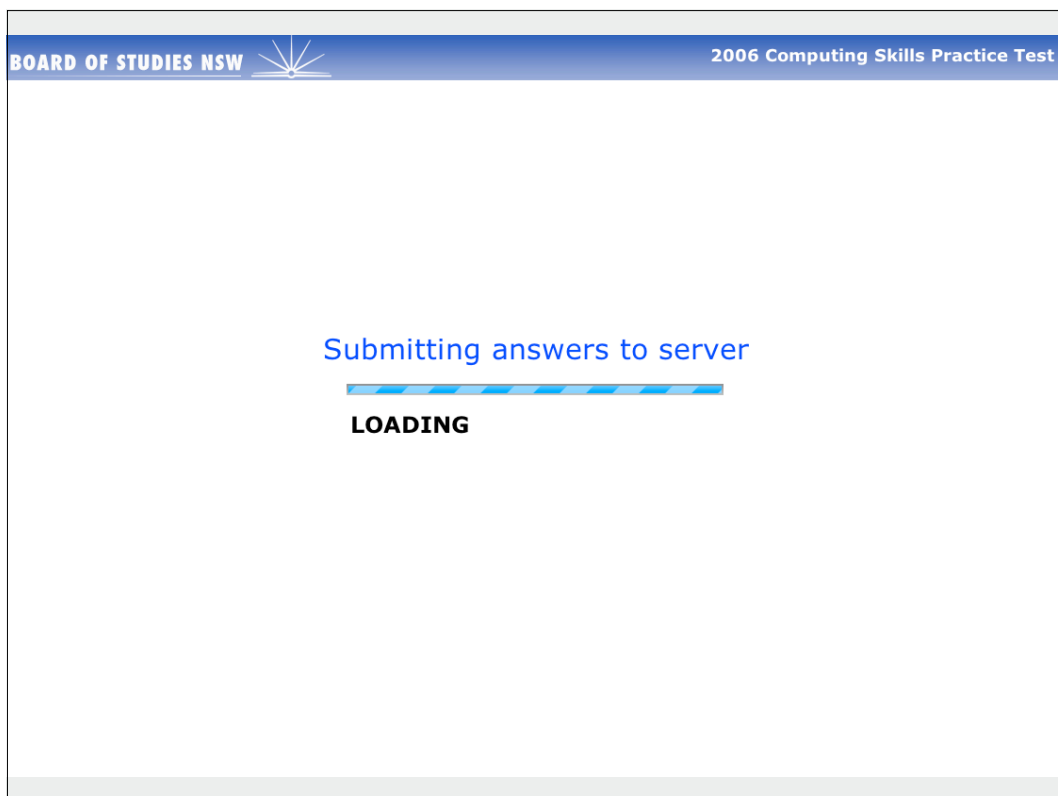 BOARD OF STUDIES NSW
2006 Computing Skills Practice Test
Submitting answers to server
LOADING